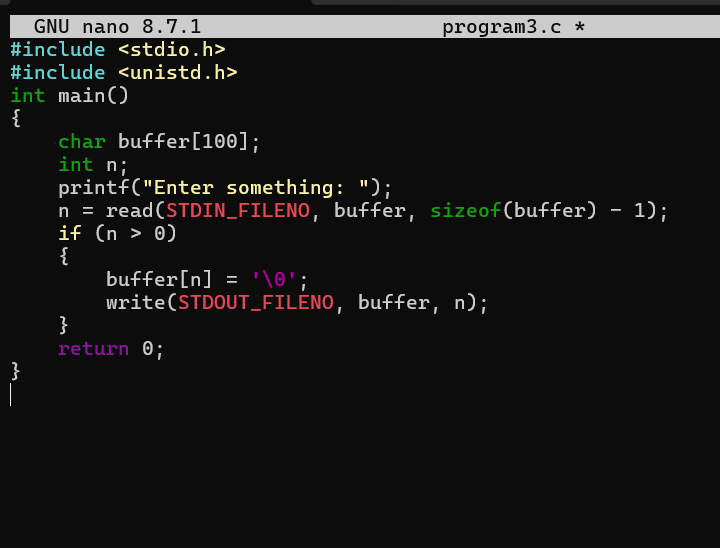 GNU nano 8.7.1 program3.c *
#include <stdio.h>
#include <unistd.h>
int main()
{
    char buffer[100];
    int n;
    printf("Enter something: ");
    n = read(STDIN_FILENO, buffer, sizeof(buffer) - 1);
    if (n > 0)
    {
        buffer[n] = '\0';
        write(STDOUT_FILENO, buffer, n);
    }
    return 0;
}